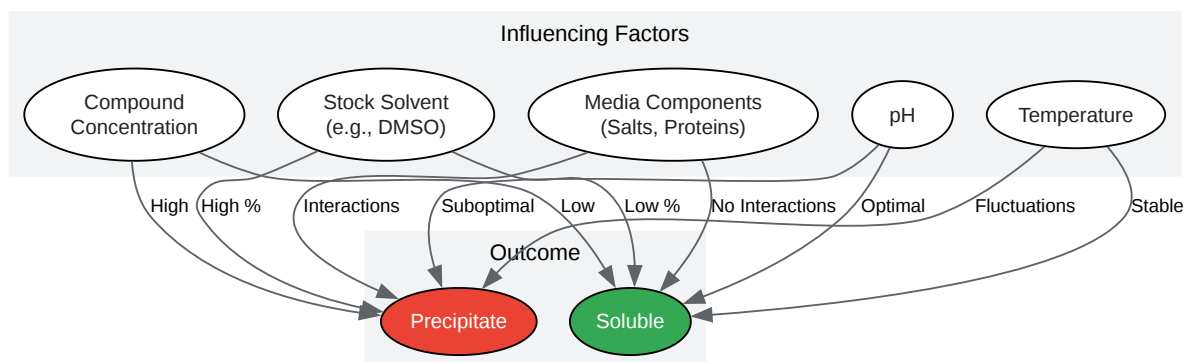 Influencing Factors
Compound
Concentration
Stock Solvent
(e.g., DMSO)
Media Components
(Salts, Proteins)
pH
Temperature
High
High %
Interactions
Suboptimal
Low
Low %
No Interactions
Optimal
Fluctuations
Stable
Outcome
Precipitate
Soluble